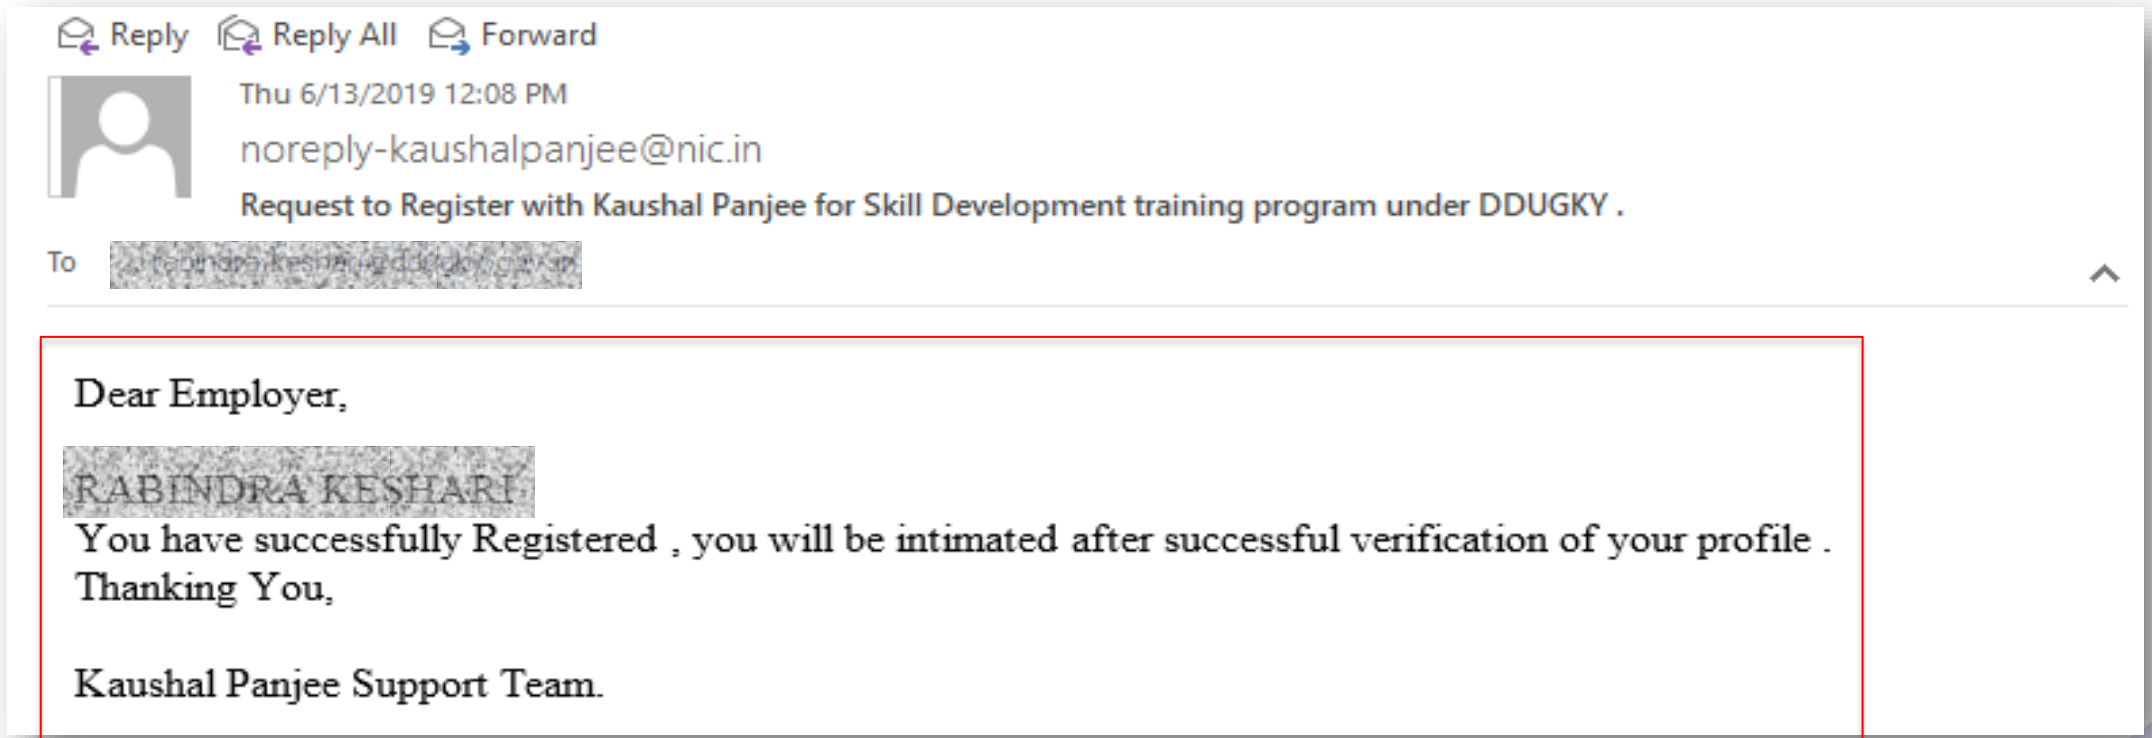 Reply Reply All Forward
Thu 6/13/2019 12:08 PM
noreply-kaushalpanjee@nic.in
Request to Register with Kaushal Panjee for Skill Development training program under DDUGKY .
To
Dear Employer,
RABINDRA KESHARI
You have successfully Registered , you will be intimated after successful verification of your profile .
Thanking You,
Kaushal Panjee Support Team.